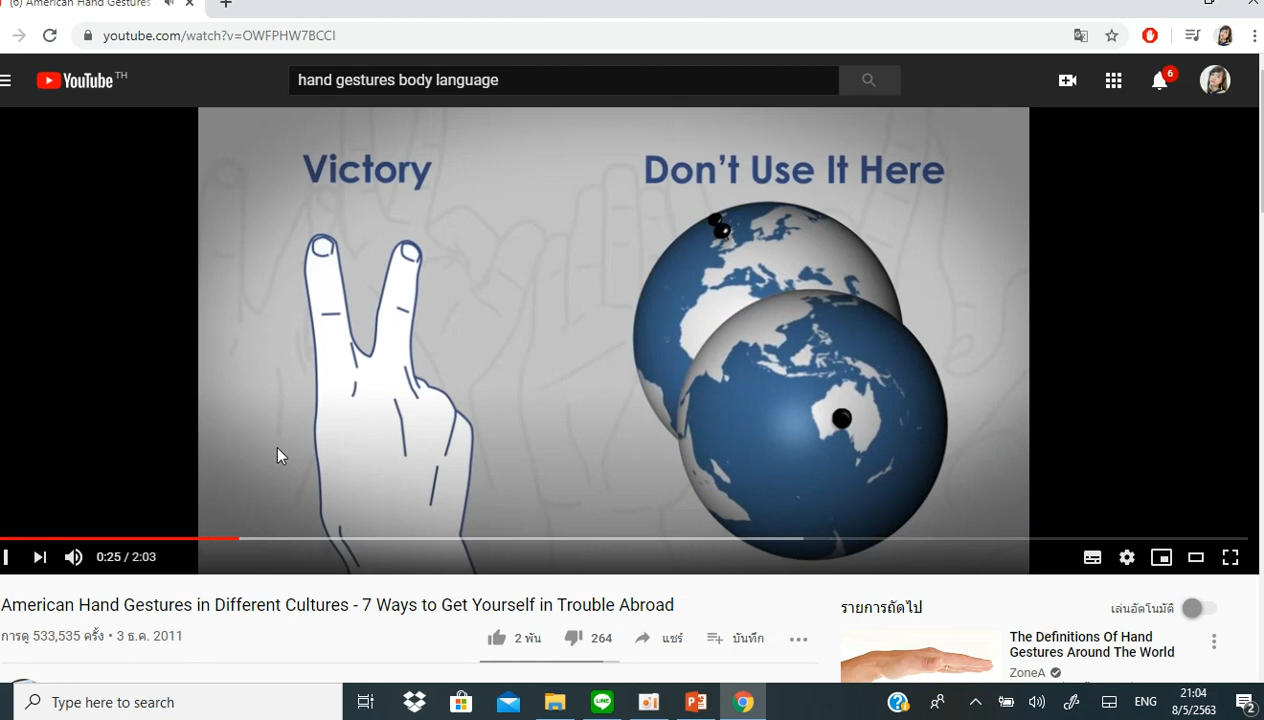 (6) American Hand Gestures
youtube.com/watch?v=OWFPHW7BCCI
YouTube TH
hand gestures body language
6
Victory
Don't Use It Here
0:25 / 2:03
American Hand Gestures in Different Cultures - 7 Ways to Get Yourself in Trouble Abroad
การดู 533,535 ครั้ง • 3 ธ.ค. 2011
2 พัน
264
แชร์
บันทึก
รายการถัดไป
เล่นอัตโนมัติ
The Definitions Of Hand
Gestures Around The World
ZoneA
Type here to search
ENG
21:04
8/5/2563
2